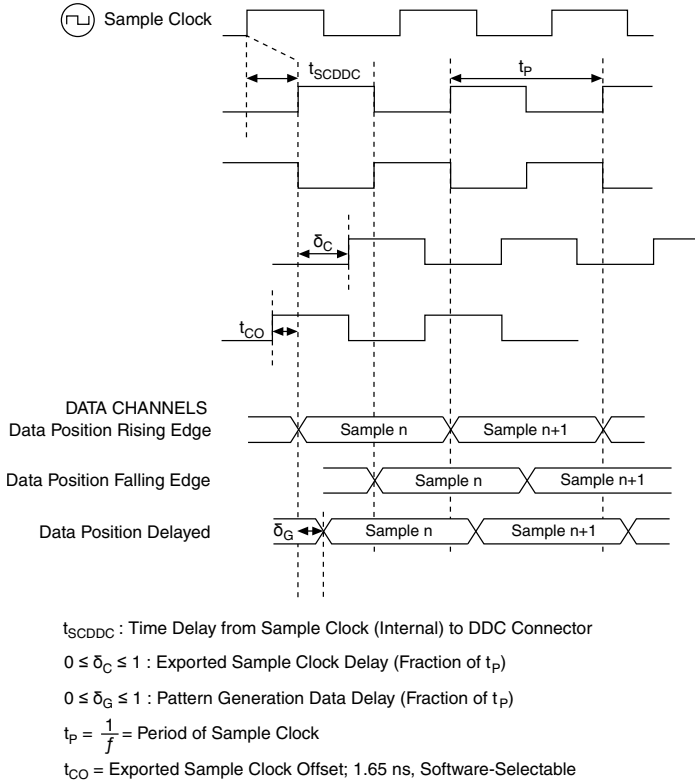 Sample Clock
tSCDDC
tP
δC
tCO
DATA CHANNELS
Data Position Rising Edge
Sample n
Sample n+1
Data Position Falling Edge
Sample n
Sample n+1
Data Position Delayed
δG
Sample n
Sample n+1
tSCDDC : Time Delay from Sample Clock (Internal) to DDC Connector
0 ≤ δC ≤ 1 : Exported Sample Clock Delay (Fraction of tP)
0 ≤ δG ≤ 1 : Pattern Generation Data Delay (Fraction of tP)
tP = 1/f = Period of Sample Clock
tCO = Exported Sample Clock Offset; 1.65 ns, Software-Selectable